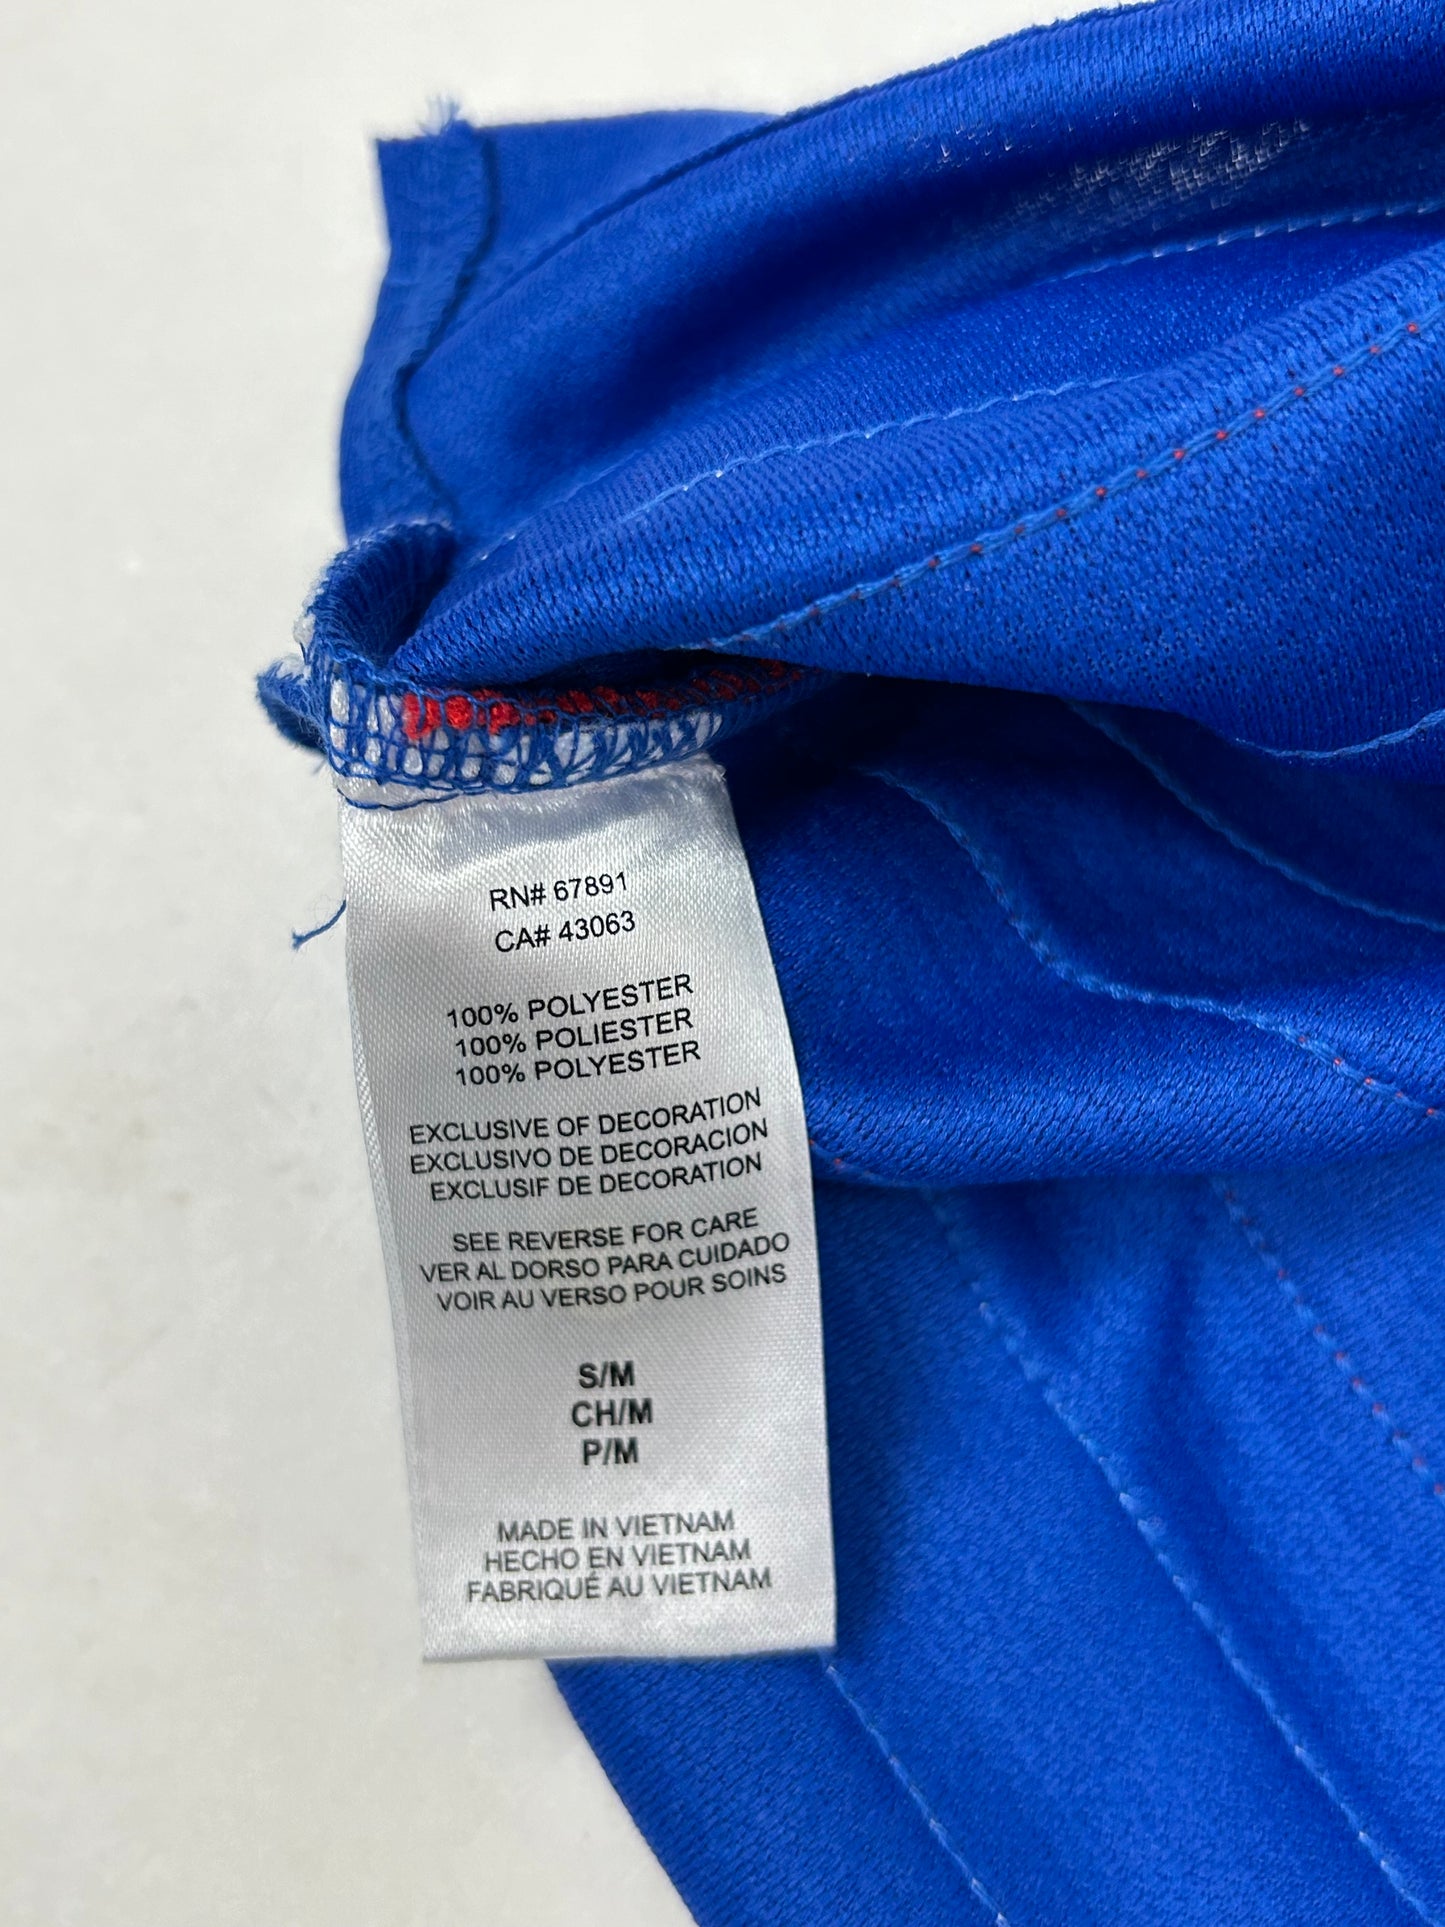 RN# 67891
CA# 43063
100% POLYESTER
100% POLIESTER
100% POLYESTER
EXCLUSIVE OF DECORATION
EXCLUSIVO DE DECORACION
EXCLUSIF DE DECORATION
SEE REVERSE FOR CARE
VER AL DORSO PARA CUIDADO
VOIR AU VERSO POUR SOINS
S/M
CH/M
P/M
MADE IN VIETNAM
HECHO EN VIETNAM
FABRIQUÉ AU VIETNAM